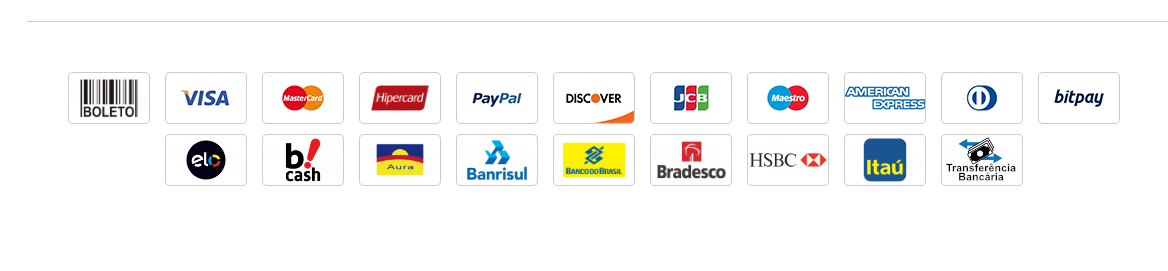 BOLETO
VISA
MasterCard
Hipercard
PayPal
DISCOVER
JCB
Maestro
AMERICAN
EXPRESS
bitpay
elo
b!
cash
Aura
Banrisul
BANCO DO BRASIL
Bradesco
HSBC
Itaú
Transferência
Bancária